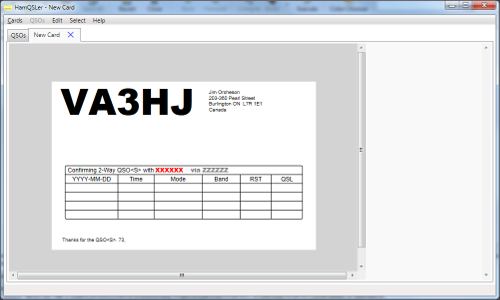 HamQSLer - New Card
Cards QSOs Edit Select Help
QSOs New Card X
VA3HJ
Jim Orcheson
203-360 Pearl Street
Burlington ON L7R 1E1
Canada
Confirming 2-Way QSO<S> with XXXXXX via ZZZZZZ
YYYY-MM-DD Time Mode Band RST QSL
Thanks for the QSO<S>. 73,